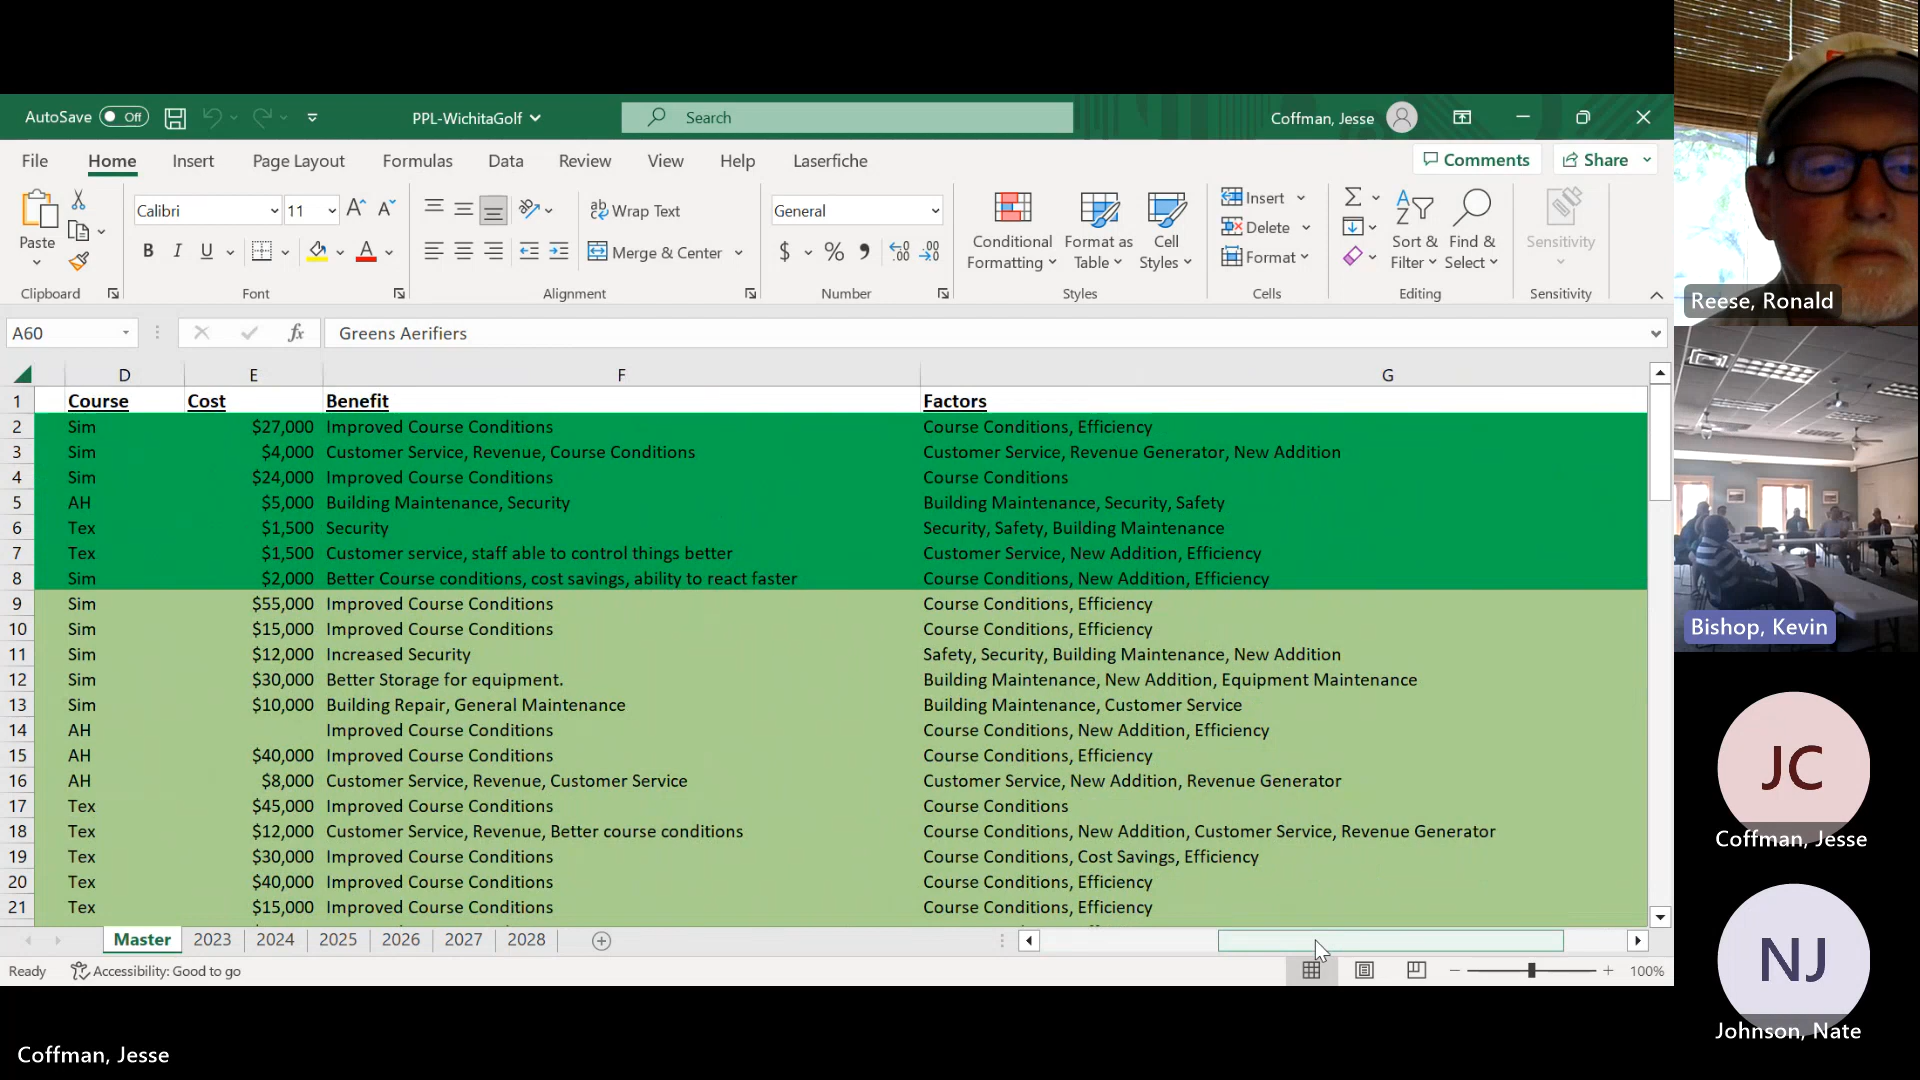 AutoSave Off PPL-WichitaGolf Search Coffman, Jesse
File Home Insert Page Layout Formulas Data Review View Help Laserfiche Comments Share
Calibri 11 Wrap Text General
Paste B I U Merge & Center $ % Conditional Formatting Format as Table Cell Styles Insert Delete Format Sort & Filter Find & Select Sensitivity
Clipboard Font Alignment Number Styles Cells Editing Sensitivity
A60 fx Greens Aerifiers
D E F G
1 Course Cost Benefit Factors
2 Sim $27,000 Improved Course Conditions Course Conditions, Efficiency
3 Sim $4,000 Customer Service, Revenue, Course Conditions Customer Service, Revenue Generator, New Addition
4 Sim $24,000 Improved Course Conditions Course Conditions
5 AH $5,000 Building Maintenance, Security Building Maintenance, Security, Safety
6 Tex $1,500 Security Security, Safety, Building Maintenance
7 Tex $1,500 Customer service, staff able to control things better Customer Service, New Addition, Efficiency
8 Sim $2,000 Better Course conditions, cost savings, ability to react faster Course Conditions, New Addition, Efficiency
9 Sim $55,000 Improved Course Conditions Course Conditions, Efficiency
10 Sim $15,000 Improved Course Conditions Course Conditions, Efficiency
11 Sim $12,000 Increased Security Safety, Security, Building Maintenance, New Addition
12 Sim $30,000 Better Storage for equipment. Building Maintenance, New Addition, Equipment Maintenance
13 Sim $10,000 Building Repair, General Maintenance Building Maintenance, Customer Service
14 AH Improved Course Conditions Course Conditions, New Addition, Efficiency
15 AH $40,000 Improved Course Conditions Course Conditions, Efficiency
16 AH $8,000 Customer Service, Revenue, Customer Service Customer Service, New Addition, Revenue Generator
17 Tex $45,000 Improved Course Conditions Course Conditions
18 Tex $12,000 Customer Service, Revenue, Better course conditions Course Conditions, New Addition, Customer Service, Revenue Generator
19 Tex $30,000 Improved Course Conditions Course Conditions, Cost Savings, Efficiency
20 Tex $40,000 Improved Course Conditions Course Conditions, Efficiency
21 Tex $15,000 Improved Course Conditions Course Conditions, Efficiency
Master 2023 2024 2025 2026 2027 2028
Ready Accessibility: Good to go 100%
Coffman, Jesse
Reese, Ronald
Bishop, Kevin
JC
Coffman, Jesse
NJ
Johnson, Nate